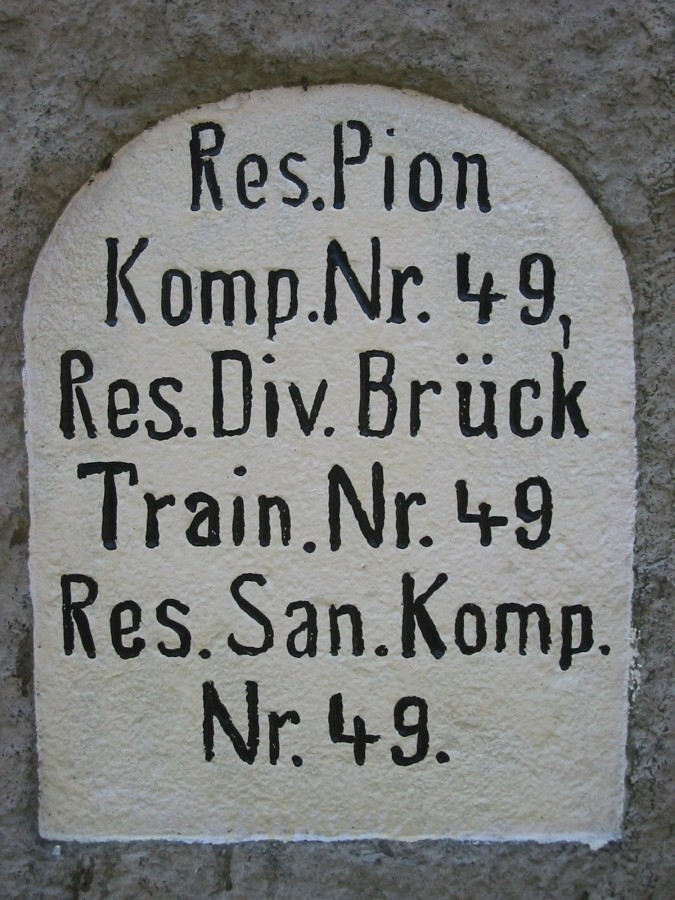 Res.Pion
Komp.Nr. 49,
Res.Div.Brück
Train.Nr. 49
Res. San.Komp.
Nr. 49.